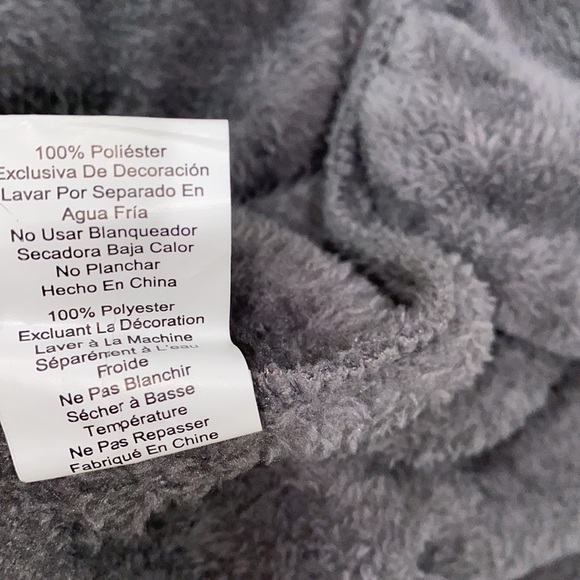 100% Poliéster
Exclusiva De Decoración
Lavar Por Separado En
Agua Fría
No Usar Blanqueador
Secadora Baja Calor
No Planchar
Hecho En China
100% Polyester
Excluant La Décoration
Laver à La Machine
Séparément à L'eau
Froide
Ne Pas Blanchir
Sécher à Basse
Température
Ne Pas Repasser
Fabriqué En Chine